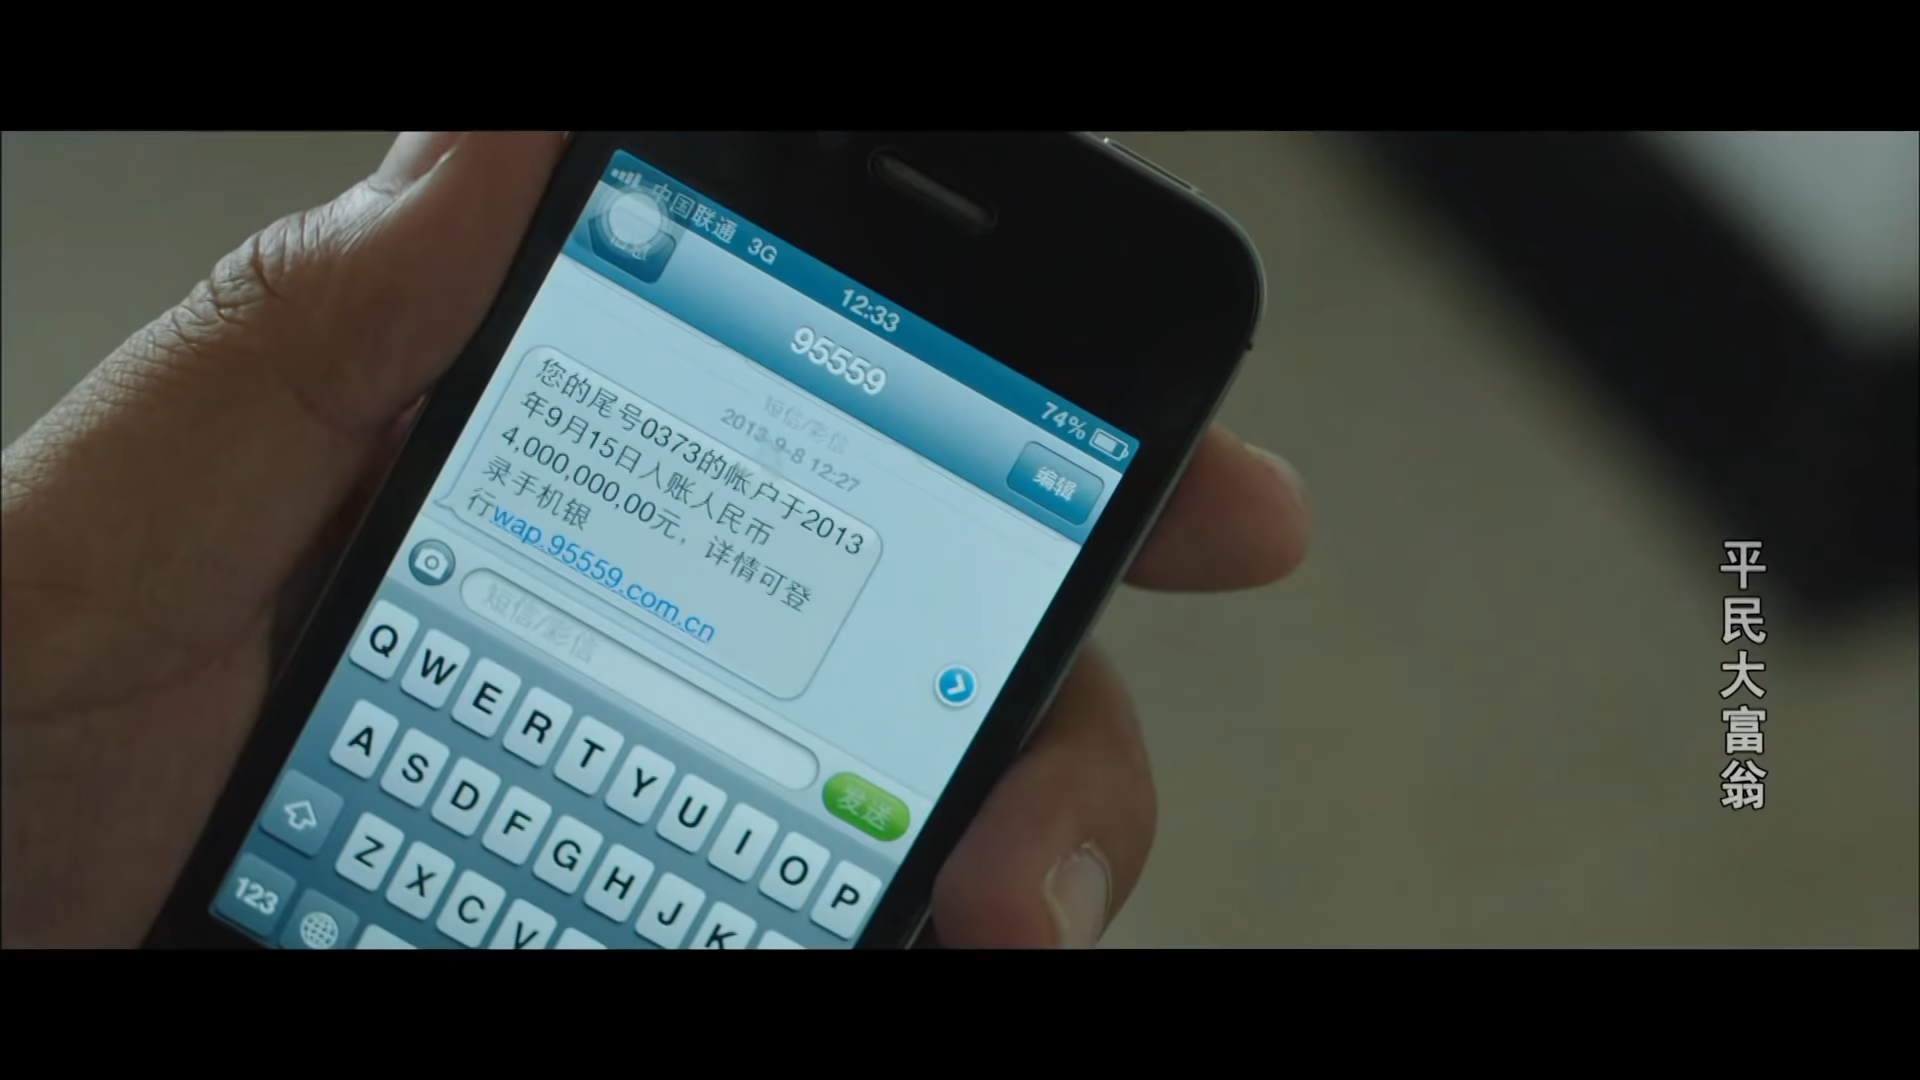 中国联通 3G
12:33
74%
95559
编辑
短信/彩信
2013-9-8 12:27
您的尾号0373的帐户于2013
年9月15日入账人民币
4,000,000,00元，详情可登
录手机银
行wap.95559.com.cn
短信/彩信
发送
Q W E R T Y U I O P
A S D F G H J K
Z X C V
123
平民大富翁